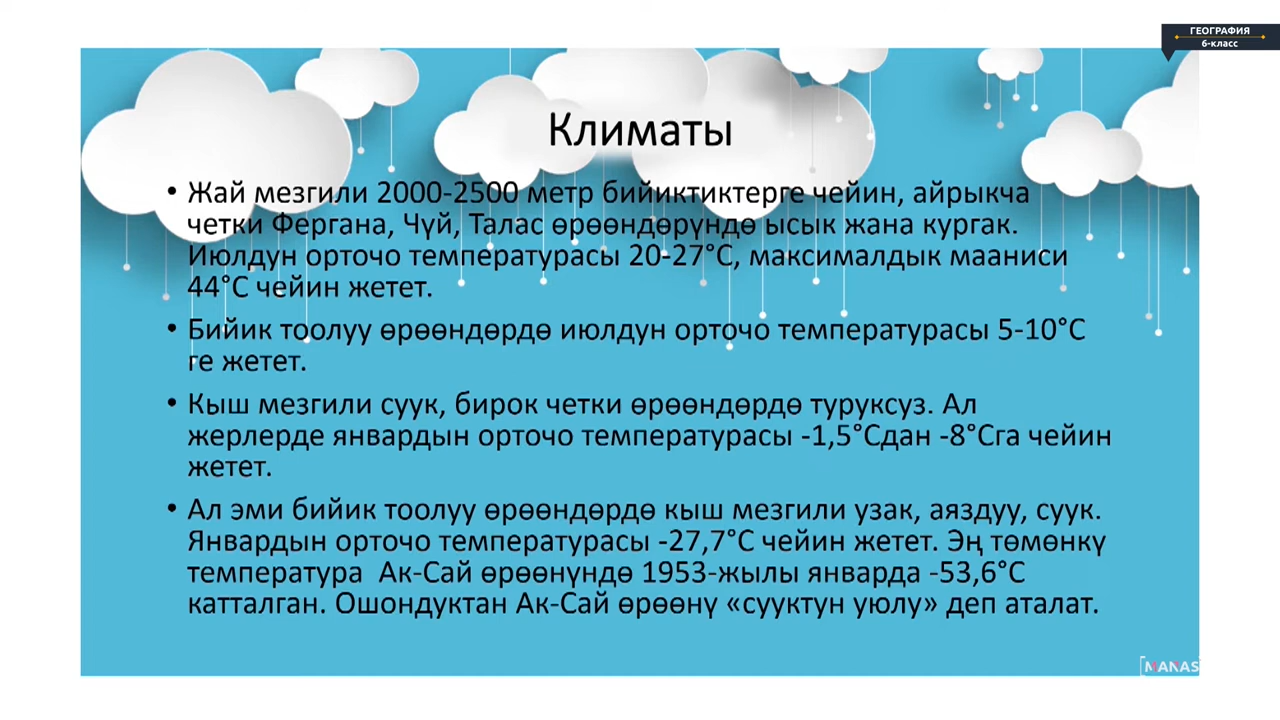 ГЕОГРАФИЯ
6-класс
Климаты
• Жай мезгили 2000-2500 метр бийиктиктерге чейин, айрыкча
четки Фергана, Чүй, Талас өрөөндөрүндө ысык жана кургак.
Июлдун орточо температурасы 20-27°С, максималдык мааниси
44°С чейин жетет.
• Бийик тоолуу өрөөндөрдө июлдун орточо температурасы 5-10°С
ге жетет.
• Кыш мезгили суук, бирок четки өрөөндөрдө туруксуз. Ал
жерлерде январдын орточо температурасы -1,5°Сдан -8°Сга чейин
жетет.
• Ал эми бийик тоолуу өрөөндөрдө кыш мезгили узак, аяздуу, суук.
Январдын орточо температурасы -27,7°С чейин жетет. Эң төмөнкү
температура Ак-Сай өрөөнүндө 1953-жылы январда -53,6°С
катталган. Ошондуктан Ак-Сай өрөөнү «сууктун уюлу» деп аталат.
MANAS